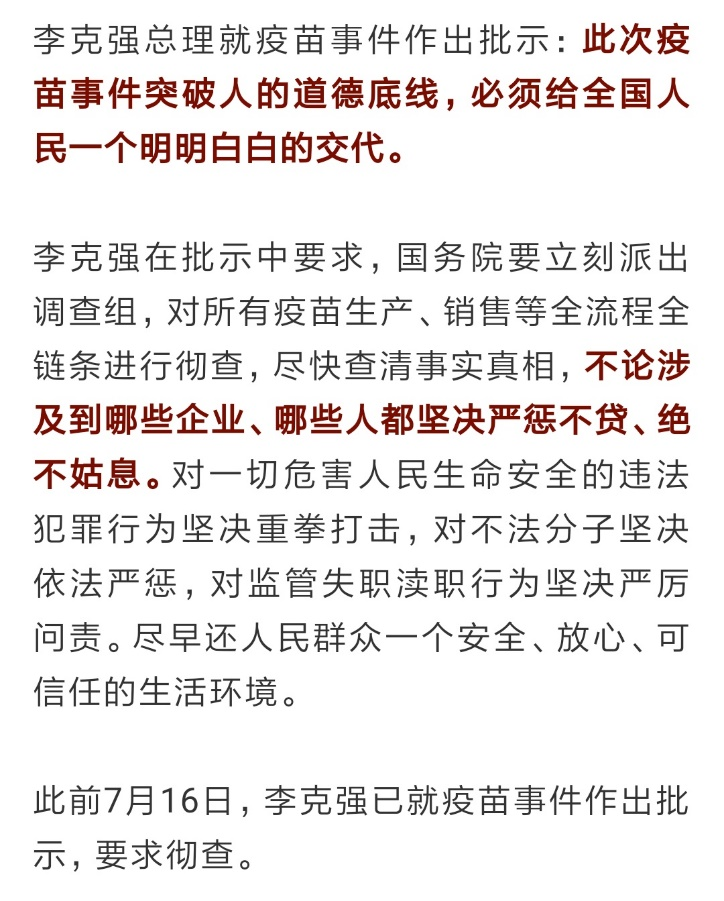 李克强总理就疫苗事件作出批示：此次疫
苗事件突破人的道德底线，必须给全国人
民一个明明白白的交代。
李克强在批示中要求，国务院要立刻派出
调查组，对所有疫苗生产、销售等全流程全
链条进行彻查，尽快查清事实真相，不论涉
及到哪些企业、哪些人都坚决严惩不贷、绝
不姑息。对一切危害人民生命安全的违法
犯罪行为坚决重拳打击，对不法分子坚决
依法严惩，对监管失职渎职行为坚决严厉
问责。尽早还人民群众一个安全、放心、可
信任的生活环境。
此前7月16日，李克强已就疫苗事件作出批
示，要求彻查。